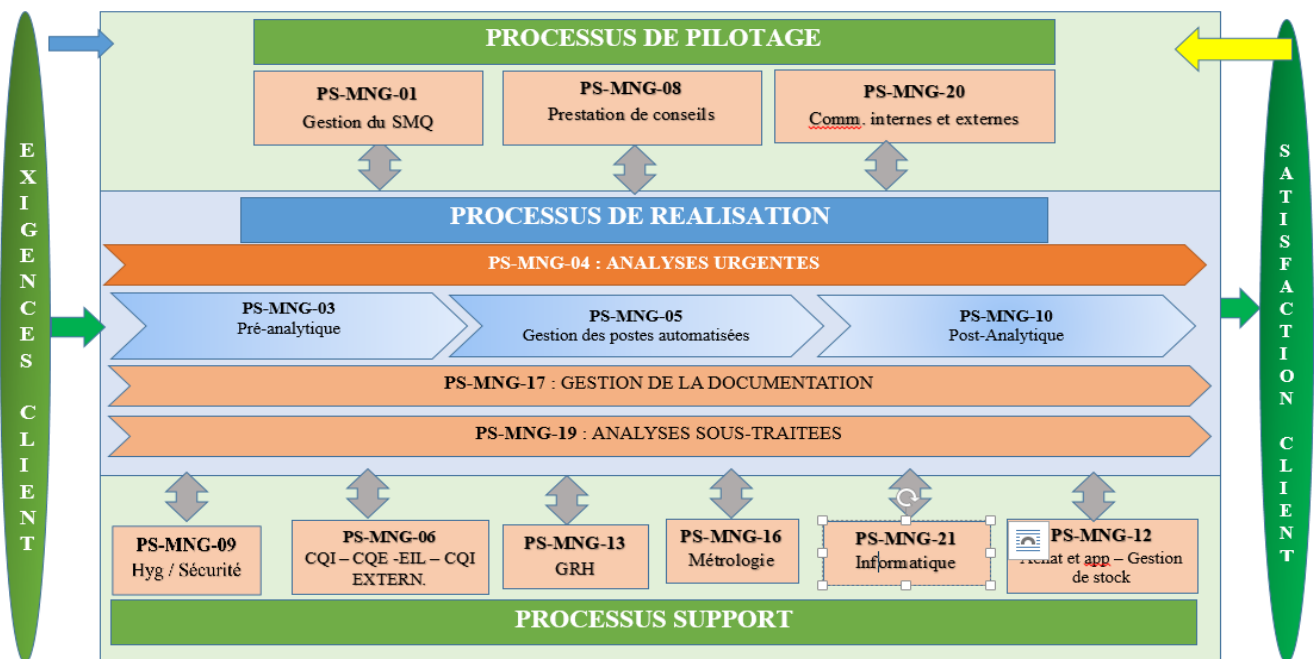 EXIGENCES CLIENT
PROCESSUS DE PILOTAGE
PS-MNG-01
Gestion du SMQ
PS-MNG-08
Prestation de conseils
PS-MNG-20
Comm. internes et externes
PROCESSUS DE REALISATION
PS-MNG-04 : ANALYSES URGENTES
PS-MNG-03
Pré-analytique
PS-MNG-05
Gestion des postes automatisées
PS-MNG-10
Post-Analytique
PS-MNG-17 : GESTION DE LA DOCUMENTATION
PS-MNG-19 : ANALYSES SOUS-TRAITEES
PS-MNG-09
Hyg / Sécurité
PS-MNG-06
CQI – CQE -EIL – CQI
EXTERN.
PS-MNG-13
GRH
PS-MNG-16
Métrologie
PS-MNG-21
Informatique
PS-MNG-12
et app – Gestion
de stock
PROCESSUS SUPPORT
SATISFACTION CLIENT